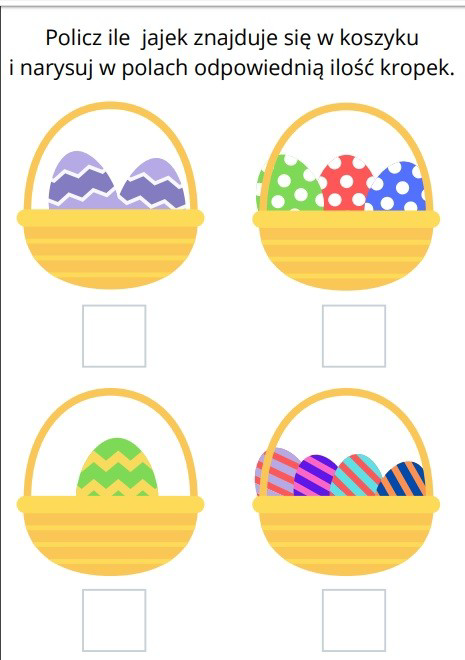 Policz ile jajek znajduje się w koszyku
i narysuj w polach odpowiednią ilość kropek.